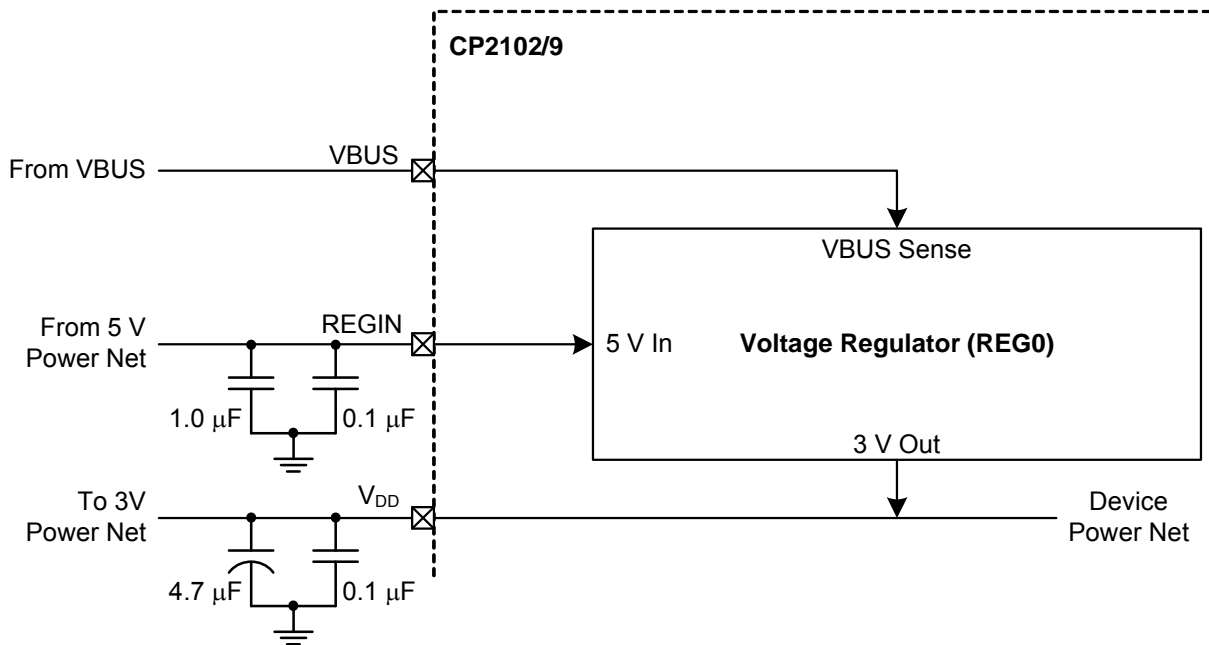 CP2102/9
From VBUS
VBUS
VBUS Sense
From 5 V
Power Net
REGIN
5 V In
Voltage Regulator (REG0)
1.0 μF
0.1 μF
3 V Out
To 3V
Power Net
VDD
Device
Power Net
4.7 μF
0.1 μF